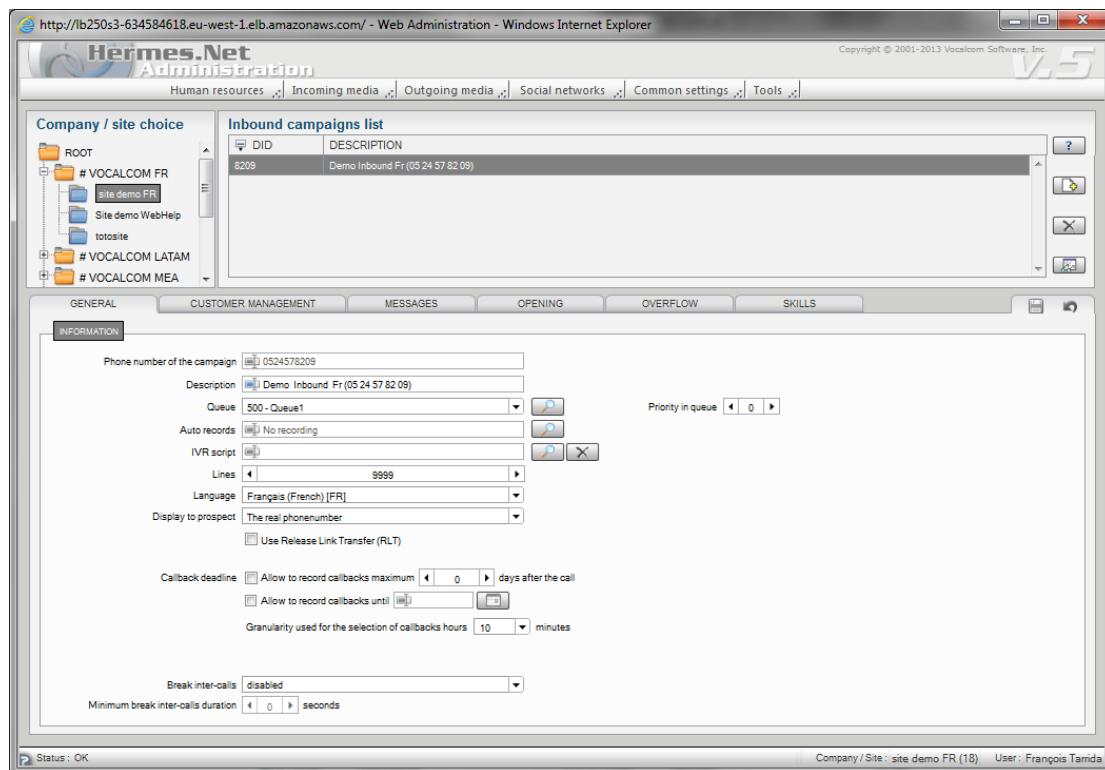 http://lb250s3-634584618.eu-west-1.elb.amazonaws.com/ - Web Administration - Windows Internet Explorer
Hermes.Net
Administration
Copyright © 2001-2013 Vocalcom Software, Inc.
V.5
Human resources Incoming media Outgoing media Social networks Common settings Tools
Company / site choice
ROOT
# VOCALCOM FR
site demo FR
Site demo WebHelp
totosite
# VOCALCOM LATAM
# VOCALCOM MEA
Inbound campaigns list
DID DESCRIPTION
8209 Demo Inbound Fr (05 24 57 82 09)
?
GENERAL CUSTOMER MANAGEMENT MESSAGES OPENING OVERFLOW SKILLS
INFORMATION
Phone number of the campaign 0524578209
Description Demo Inbound Fr (05 24 57 82 09)
Queue 500 - Queue1 Priority in queue 0
Auto records No recording
IVR script
Lines 9999
Language Français (French) [FR]
Display to prospect The real phonenumber
Use Release Link Transfer (RLT)
Callback deadline Allow to record callbacks maximum 0 days after the call
Allow to record callbacks until
Granularity used for the selection of callbacks hours 10 minutes
Break inter-calls disabled
Minimum break inter-calls duration 0 seconds
Status : OK Company / Site : site demo FR (18) User : François Tarrida